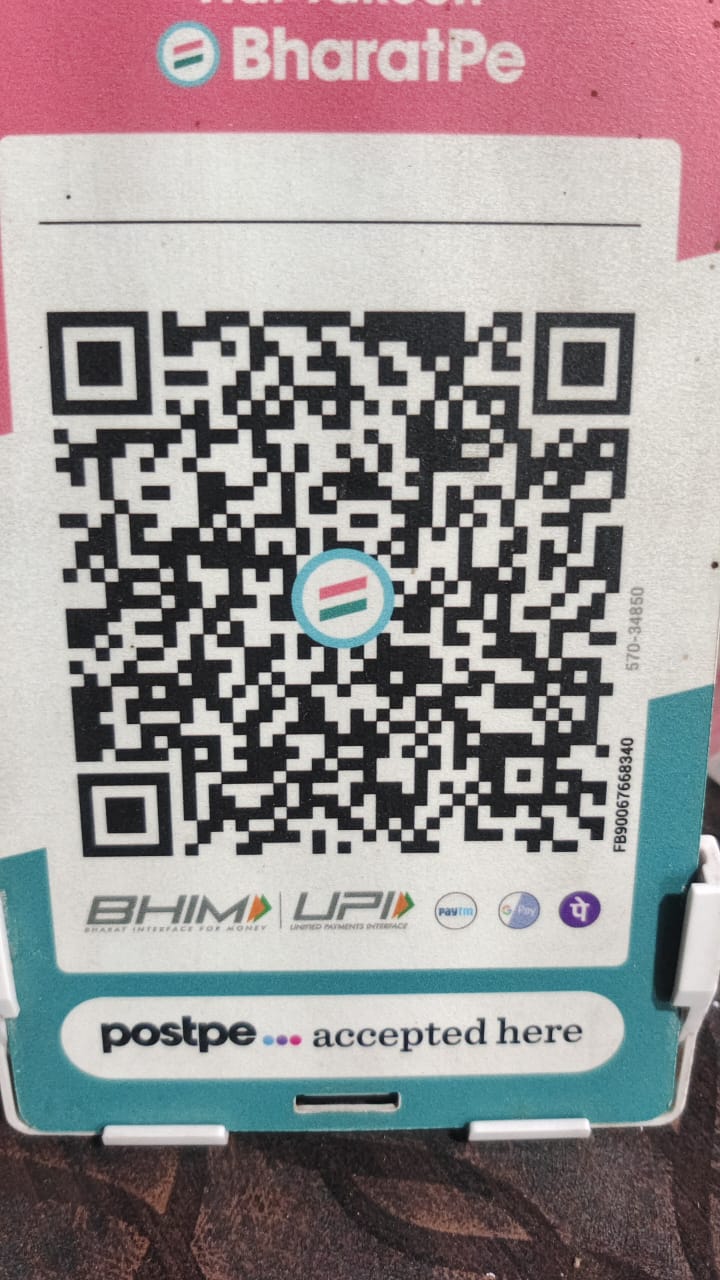 BharatPe
570-34850
FB90067668340
BHIM UPI Paytm G Pay पे
BHARAT INTERFACE FOR MONEY UNIFIED PAYMENTS INTERFACE
postpe... accepted here